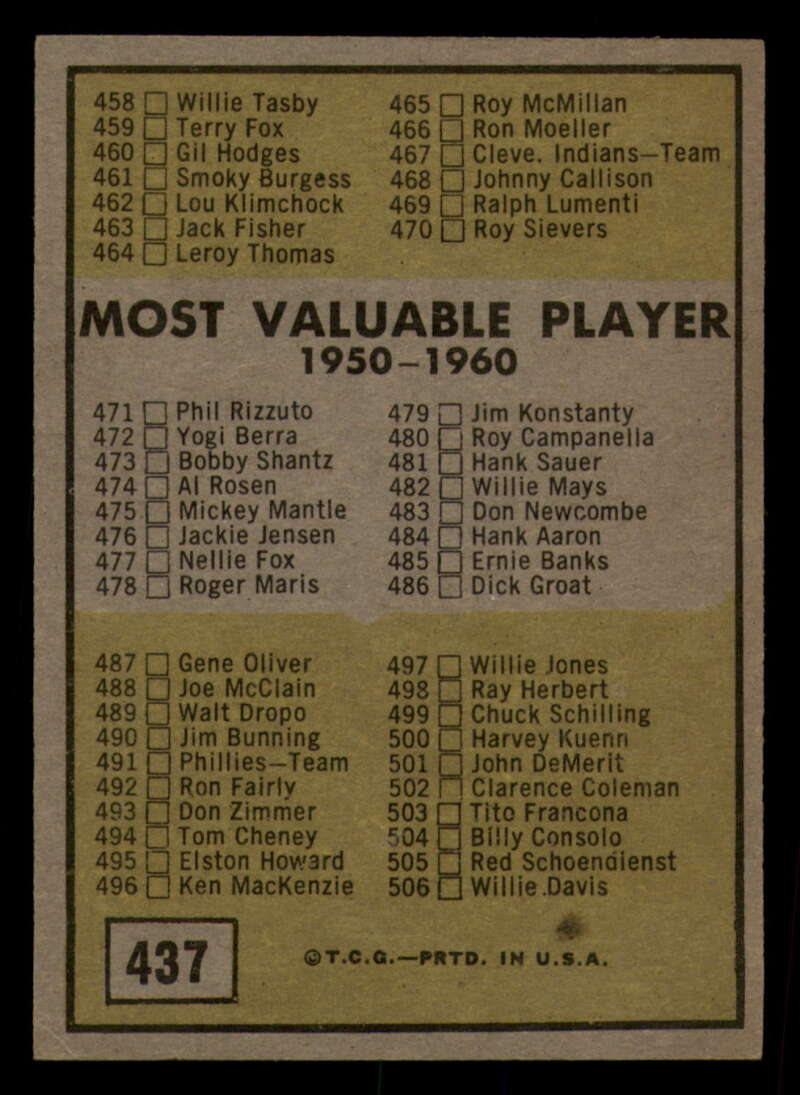 458 Willie Tasby
459 Terry Fox
460 Gil Hodges
461 Smoky Burgess
462 Lou Klimchock
463 Jack Fisher
464 Leroy Thomas
465 Roy McMillan
466 Ron Moeller
467 Cleve. Indians—Team
468 Johnny Callison
469 Ralph Lumenti
470 Roy Sievers
MOST VALUABLE PLAYER
1950-1960
471 Phil Rizzuto
472 Yogi Berra
473 Bobby Shantz
474 Al Rosen
475 Mickey Mantle
476 Jackie Jensen
477 Nellie Fox
478 Roger Maris
479 Jim Konstanty
480 Roy Campanella
481 Hank Sauer
482 Willie Mays
483 Don Newcombe
484 Hank Aaron
485 Ernie Banks
486 Dick Groat
487 Gene Oliver
488 Joe McClain
489 Walt Dropo
490 Jim Bunning
491 Phillies—Team
492 Ron Fairly
493 Don Zimmer
494 Tom Cheney
495 Elston Howard
496 Ken MacKenzie
497 Willie Jones
498 Ray Herbert
499 Chuck Schilling
500 Harvey Kuenn
501 John DeMerit
502 Clarence Coleman
503 Tito Francona
504 Billy Consolo
505 Red Schoendienst
506 Willie Davis
437
©T.C.G.—PRTD. IN U.S.A.